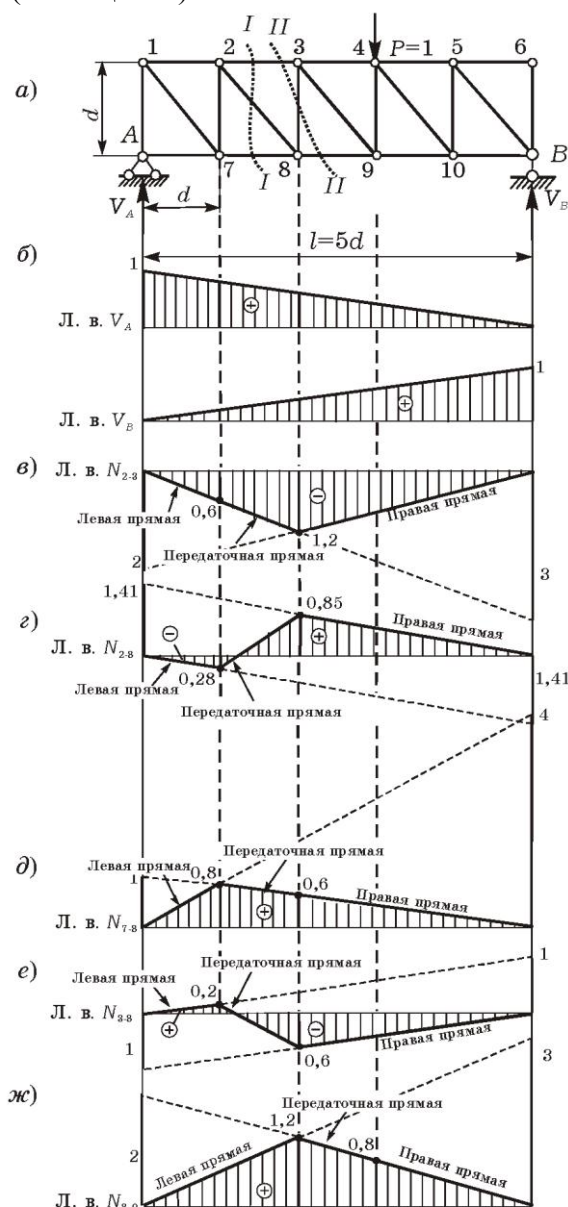 I II 3 4 P=1 5 6
1 2
а)
d
A
B
7 8 9 10
I II
V_A d V_B
l=5d
б)
1
Л. в. V_A
+
1
Л. в. V_B
+
в)
Л. в. N_2-3
Левая прямая
0,6
−
Правая прямая
Передаточная прямая
1,2
2
3
1,41
г)
0,85
Правая прямая
−
Л. в. N_2-8
+
Левая прямая
0,28
Передаточная прямая
1,41
4
д)
Левая прямая
Передаточная прямая
1
0,8
0,6
Правая прямая
+
Л. в. N_7-8
е)
Левая прямая
Передаточная прямая
0,2
1
Л. в. N_3-8
+
−
1
0,6
Правая прямая
3
ж)
1,2
Передаточная прямая
2
Левая прямая
0,8
Правая прямая
+